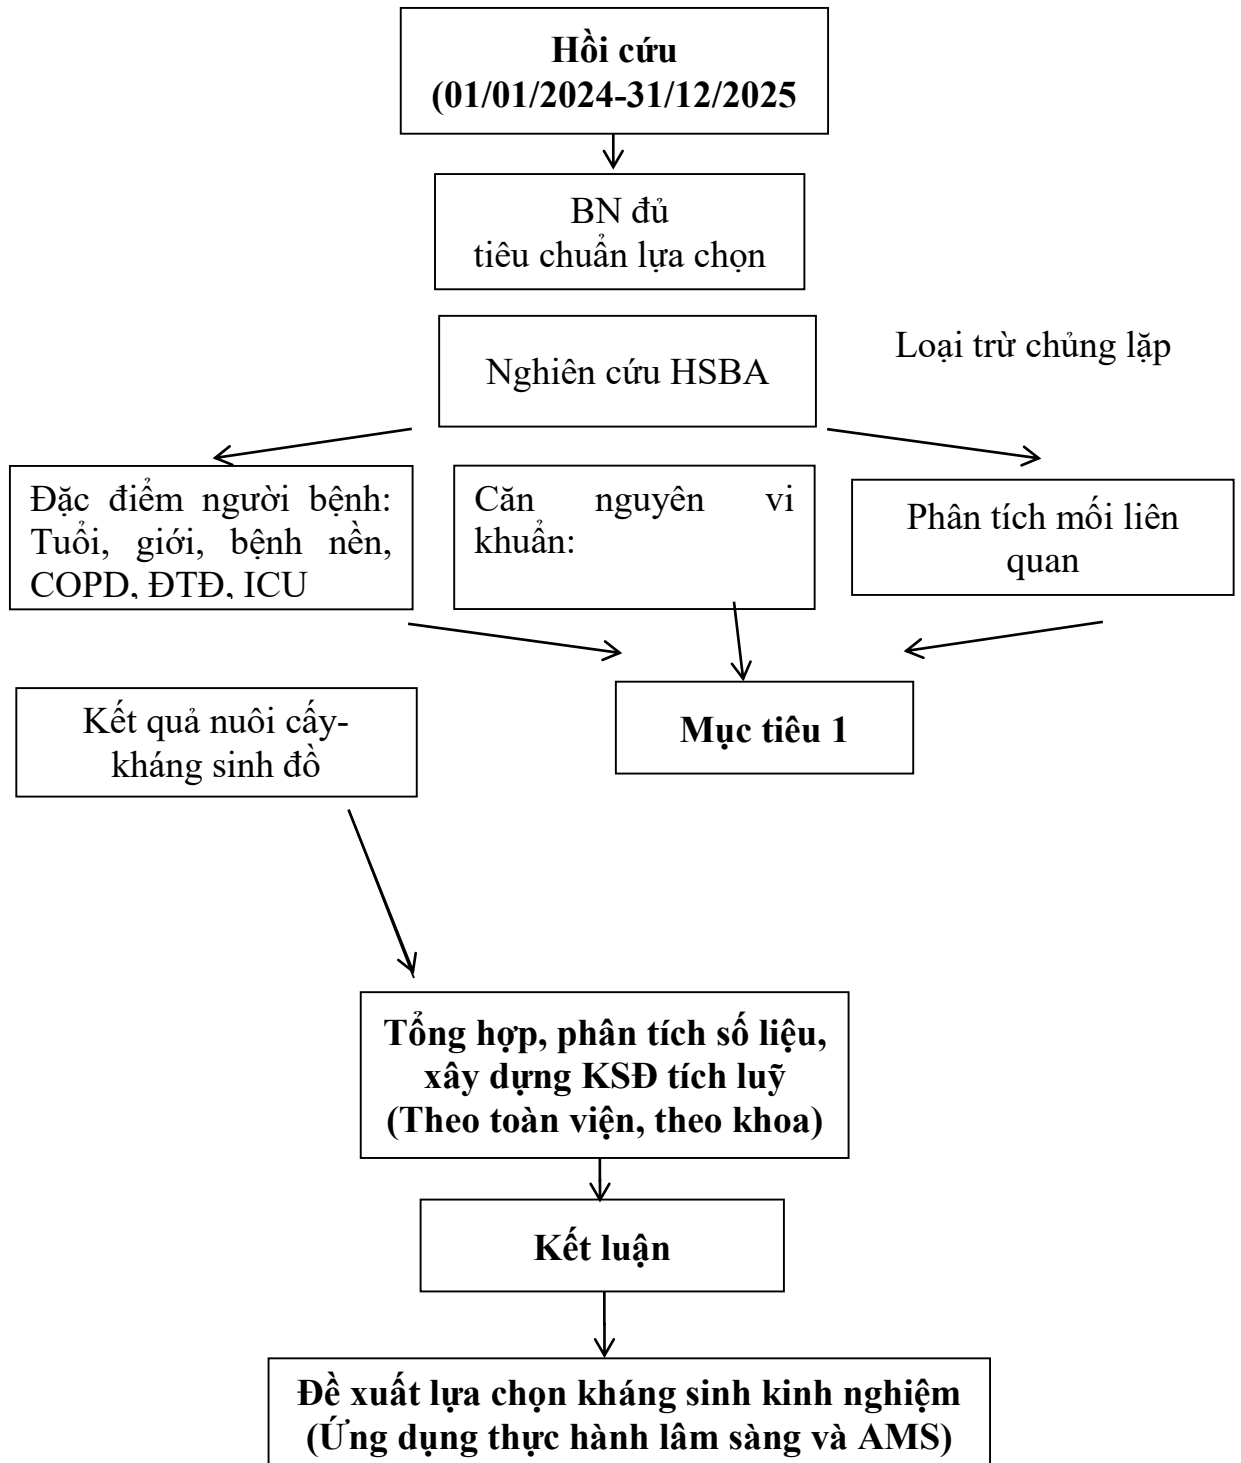 Hồi cứu
(01/01/2024-31/12/2025
BN đủ
tiêu chuẩn lựa chọn
Nghiên cứu HSBA
Loại trừ chủng lặp
Đặc điểm người bệnh:
Tuổi, giới, bệnh nền,
COPD, ĐTĐ, ICU
Căn nguyên vi
khuẩn:
Phân tích mối liên
quan
Kết quả nuôi cấy-
kháng sinh đồ
Mục tiêu 1
Tổng hợp, phân tích số liệu,
xây dựng KSĐ tích luỹ
(Theo toàn viện, theo khoa)
Kết luận
Đề xuất lựa chọn kháng sinh kinh nghiệm
(Ứng dụng thực hành lâm sàng và AMS)